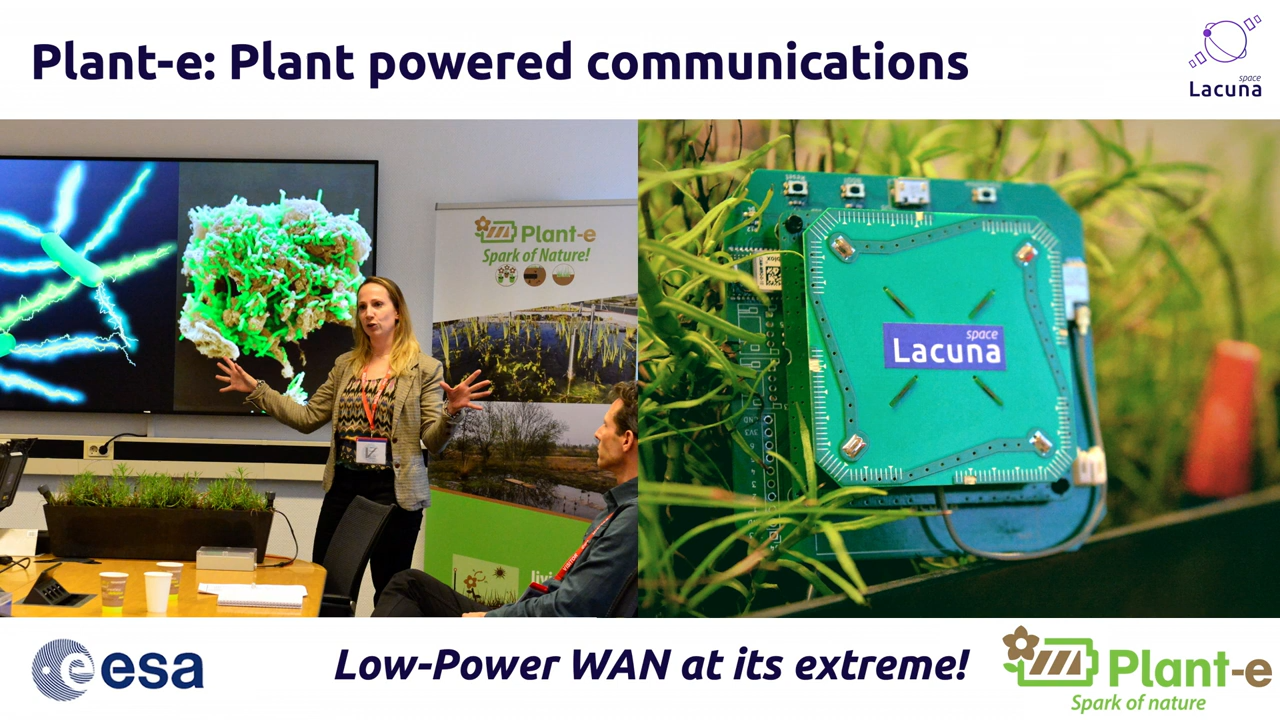 Plant-e: Plant powered communications
space
Lacuna
Plant-e
Spark of Nature!
Reset
space
Lacuna
esa
Low-Power WAN at its extreme!
Plant-e
Spark of nature